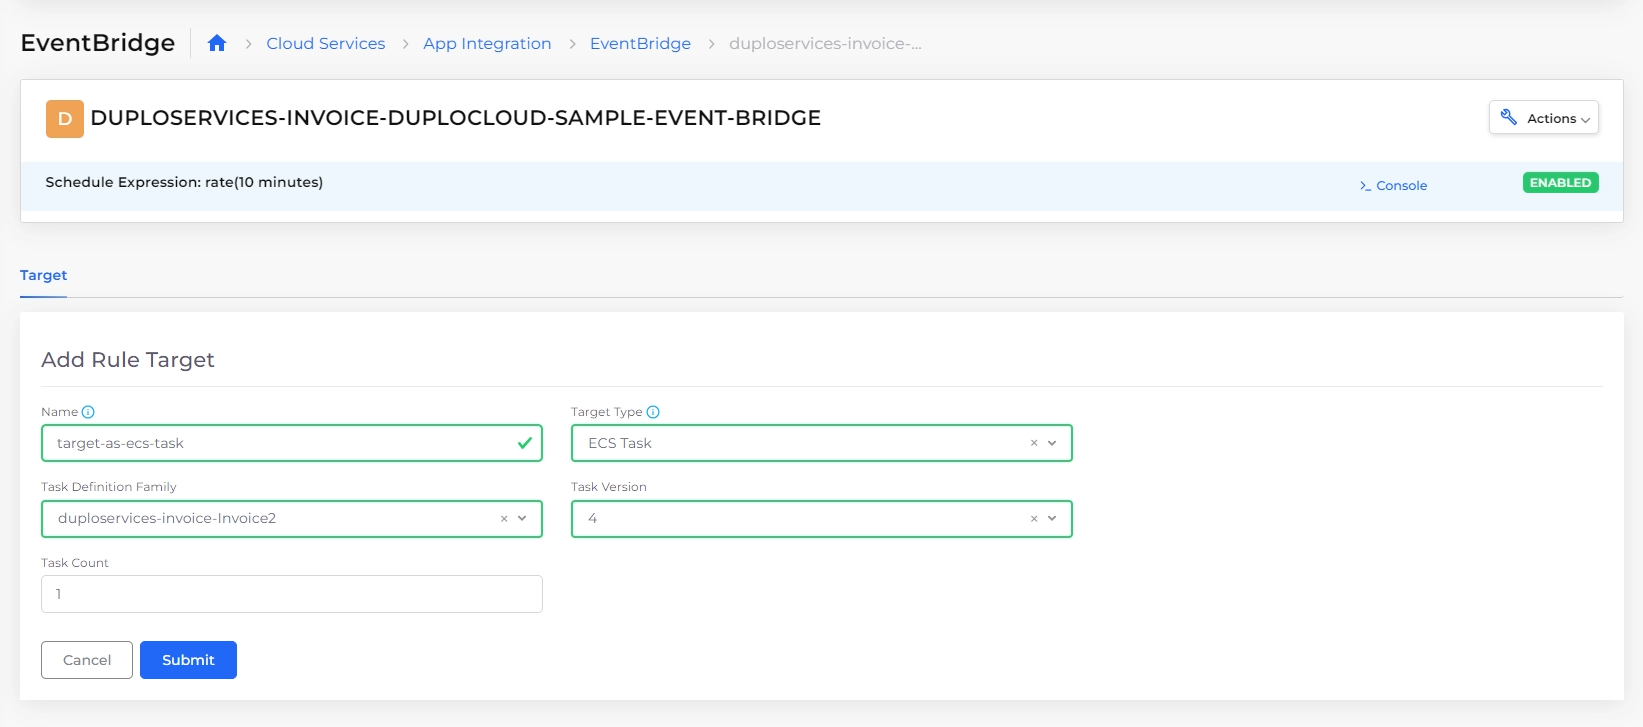 EventBridge > Cloud Services > App Integration > EventBridge > duploservices-invoice-...
D DUPLOSERVICES-INVOICE-DUPLOCLOUD-SAMPLE-EVENT-BRIDGE
Actions
Schedule Expression: rate(10 minutes)
Console
ENABLED
Target
Add Rule Target
Name
Target Type
target-as-ecs-task
ECS Task
Task Definition Family
Task Version
duploservices-invoice-Invoice2
4
Task Count
1
Cancel
Submit